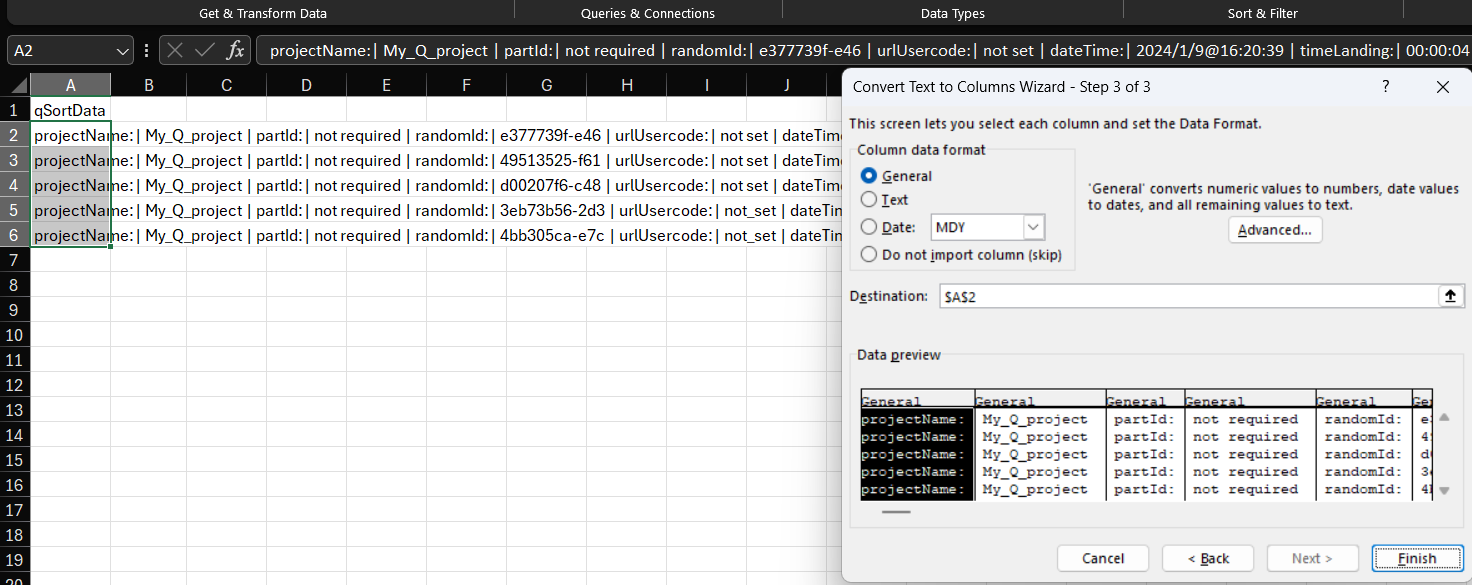 Get & Transform Data Queries & Connections Data Types Sort & Filter
A2 fx projectName:| My_Q_project | partId:| not required | randomId:| e377739f-e46 | urlUsercode:| not set | dateTime:| 2024/1/9@16:20:39 | timeLanding:| 00:00:04
A B C D E F G H I J
1 qSortData
2 projectName:| My_Q_project | partId:| not required | randomId:| e377739f-e46 | urlUsercode:| not set | dateTime
3 projectName:| My_Q_project | partId:| not required | randomId:| 49513525-f61 | urlUsercode:| not set | dateTime
4 projectName:| My_Q_project | partId:| not required | randomId:| d00207f6-c48 | urlUsercode:| not set | dateTime
5 projectName:| My_Q_project | partId:| not required | randomId:| 3eb73b56-2d3 | urlUsercode:| not_set | dateTin
6 projectName:| My_Q_project | partId:| not required | randomId:| 4bb305ca-e7c | urlUsercode:| not_set | dateTin
7
8
9
10
11
12
13
14
15
16
17
18
19
20
Convert Text to Columns Wizard - Step 3 of 3 ?
This screen lets you select each column and set the Data Format.
Column data format
General
Text
Date: MDY
Do not import column (skip)
'General' converts numeric values to numbers, date values
to dates, and all remaining values to text.
Advanced...
Destination: $A$2
Data preview
General General General General General Ge
projectName: My_Q_project partId: not required randomId: e
projectName: My_Q_project partId: not required randomId: 4
projectName: My_Q_project partId: not required randomId: d
projectName: My_Q_project partId: not required randomId: 3
projectName: My_Q_project partId: not required randomId: 4
Cancel < Back Next > Finish